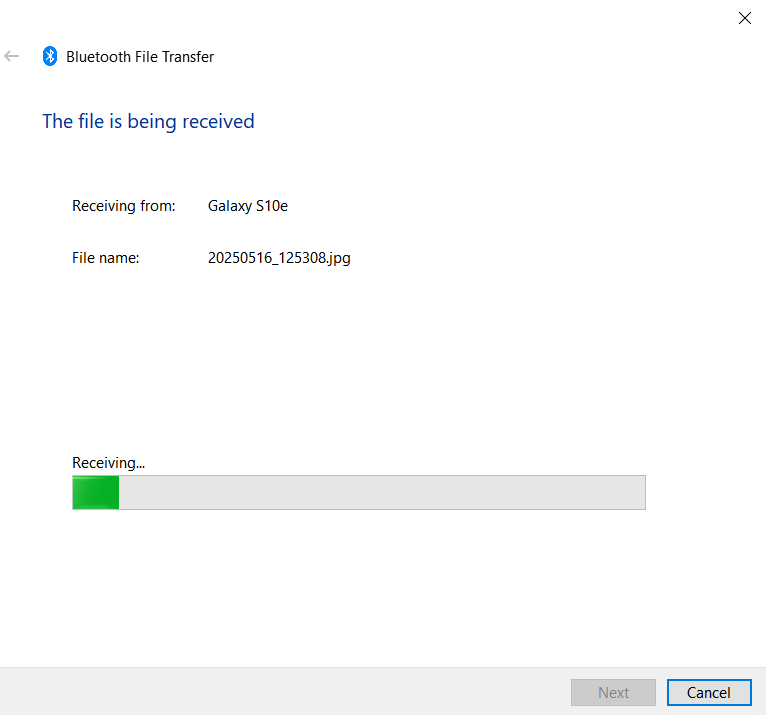 Bluetooth File Transfer
The file is being received
Receiving from: Galaxy S10e
File name: 20250516_125308.jpg
Receiving...
Next Cancel